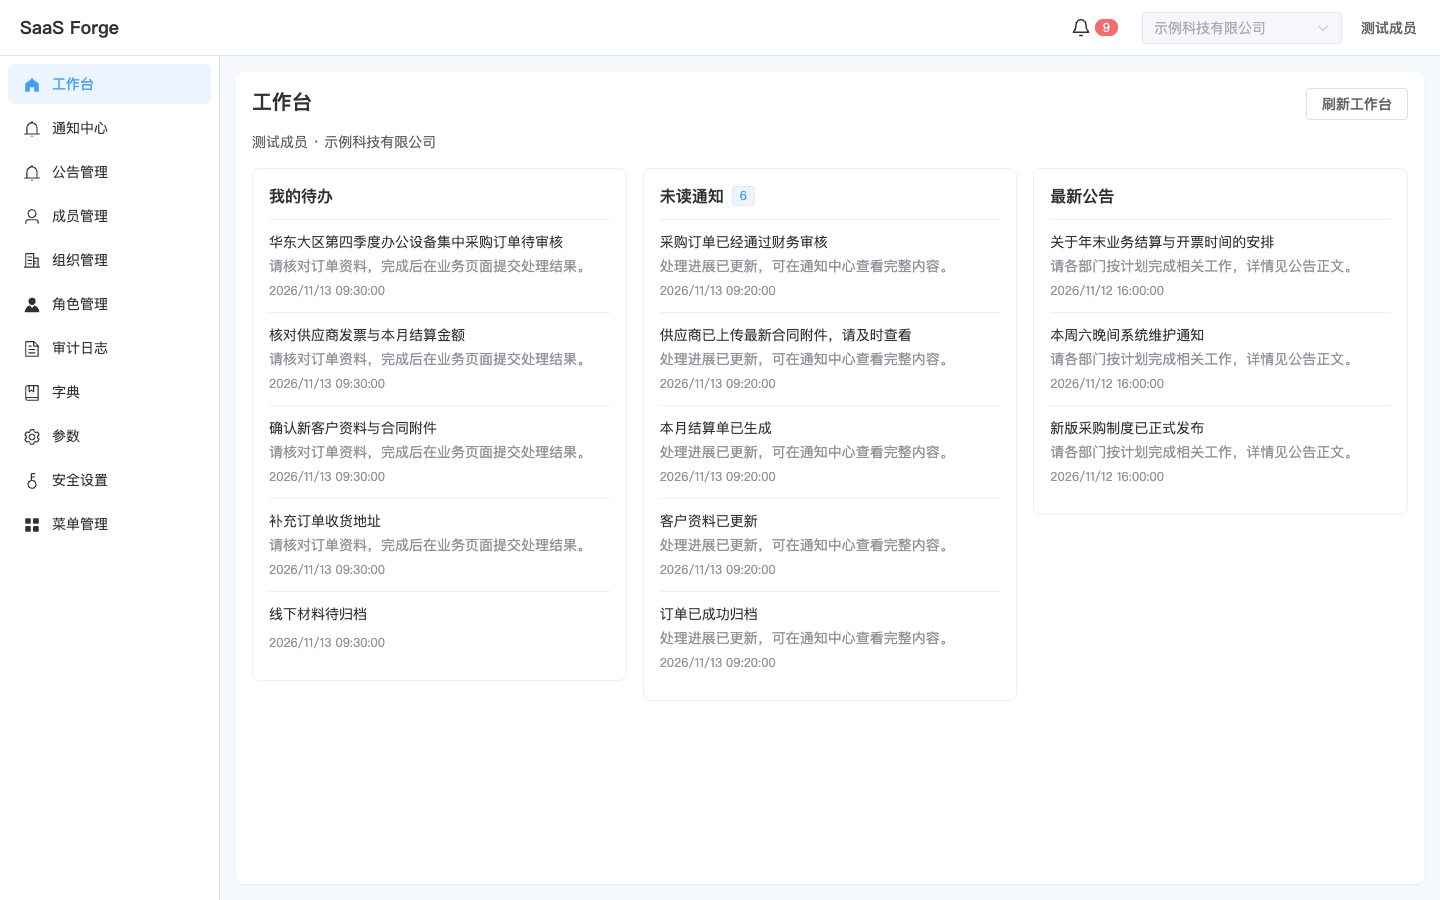 SaaS Forge
9
示例科技有限公司
测试成员
工作台
通知中心
公告管理
成员管理
组织管理
角色管理
审计日志
字典
参数
安全设置
菜单管理
工作台
刷新工作台
测试成员 · 示例科技有限公司
我的待办
华东大区第四季度办公设备集中采购订单待审核
请核对订单资料，完成后在业务页面提交处理结果。
2026/11/13 09:30:00
核对供应商发票与本月结算金额
请核对订单资料，完成后在业务页面提交处理结果。
2026/11/13 09:30:00
确认新客户资料与合同附件
请核对订单资料，完成后在业务页面提交处理结果。
2026/11/13 09:30:00
补充订单收货地址
请核对订单资料，完成后在业务页面提交处理结果。
2026/11/13 09:30:00
线下材料待归档
2026/11/13 09:30:00
未读通知 6
采购订单已经通过财务审核
处理进展已更新，可在通知中心查看完整内容。
2026/11/13 09:20:00
供应商已上传最新合同附件，请及时查看
处理进展已更新，可在通知中心查看完整内容。
2026/11/13 09:20:00
本月结算单已生成
处理进展已更新，可在通知中心查看完整内容。
2026/11/13 09:20:00
客户资料已更新
处理进展已更新，可在通知中心查看完整内容。
2026/11/13 09:20:00
订单已成功归档
处理进展已更新，可在通知中心查看完整内容。
2026/11/13 09:20:00
最新公告
关于年末业务结算与开票时间的安排
请各部门按计划完成相关工作，详情见公告正文。
2026/11/12 16:00:00
本周六晚间系统维护通知
请各部门按计划完成相关工作，详情见公告正文。
2026/11/12 16:00:00
新版采购制度已正式发布
请各部门按计划完成相关工作，详情见公告正文。
2026/11/12 16:00:00